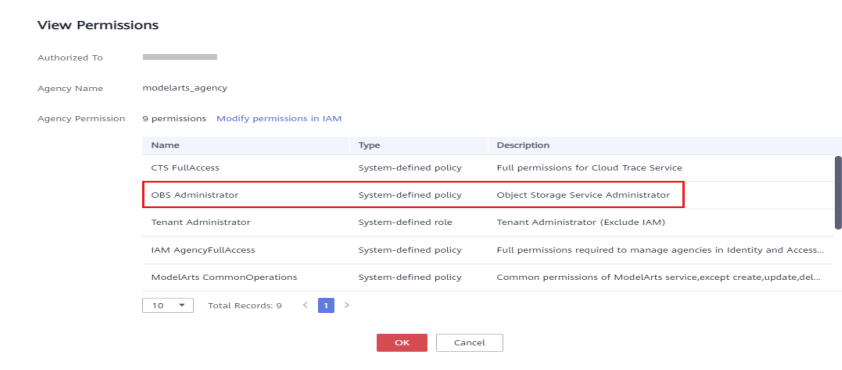 View Permissions
Authorized To
Agency Name modelarts_agency
Agency Permission 9 permissions Modify permissions in IAM
Name Type Description
CTS FullAccess System-defined policy Full permissions for Cloud Trace Service
OBS Administrator System-defined policy Object Storage Service Administrator
Tenant Administrator System-defined role Tenant Administrator (Exclude IAM)
IAM AgencyFullAccess System-defined policy Full permissions required to manage agencies in Identity and Access...
ModelArts CommonOperations System-defined policy Common permissions of ModelArts service,except create,update,del...
10 Total Records: 9 < 1 >
OK Cancel